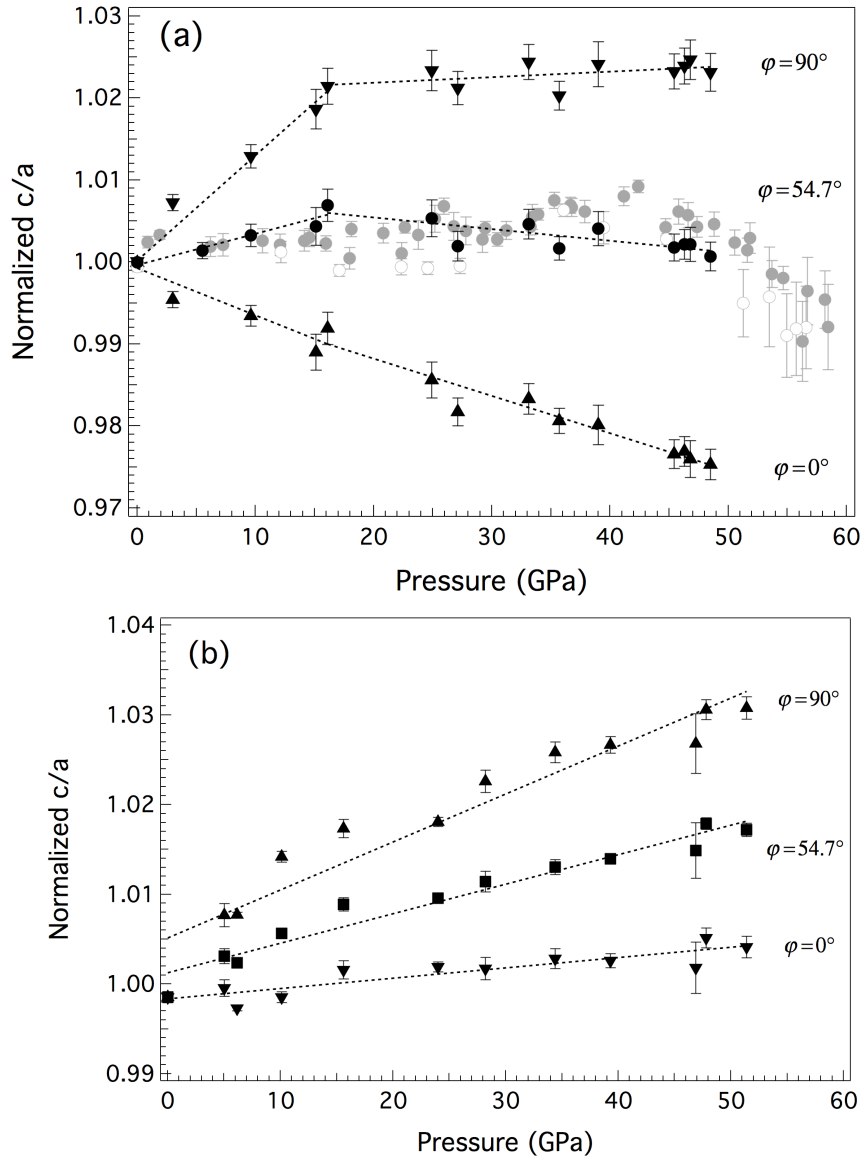 (a)
1.03
1.02
1.01
1.00
0.99
0.98
0.97
Normalized c/a
φ=90°
φ=54.7°
φ=0°
0
10
20
30
40
50
60
Pressure (GPa)
(b)
1.04
1.03
1.02
1.01
1.00
0.99
Normalized c/a
φ=90°
φ=54.7°
φ=0°
0
10
20
30
40
50
60
Pressure (GPa)